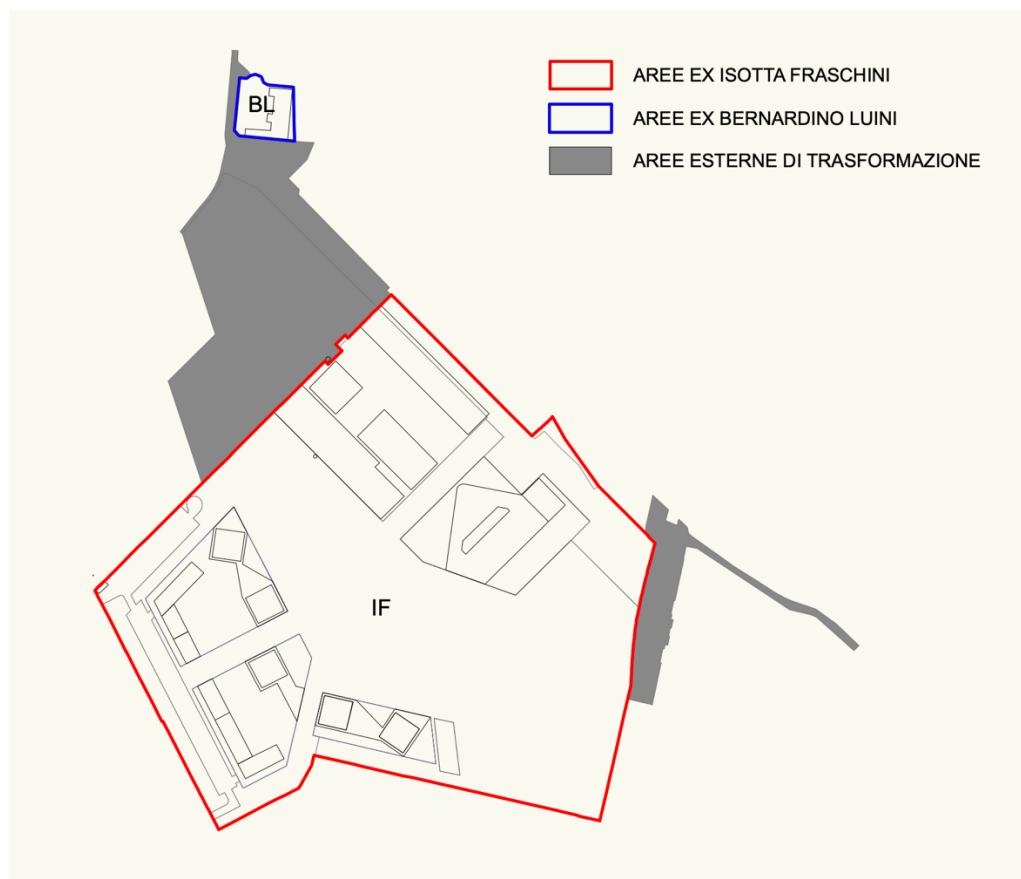 BL
AREE EX ISOTTA FRASCHINI
AREE EX BERNARDINO LUINI
AREE ESTERNE DI TRASFORMAZIONE
IF